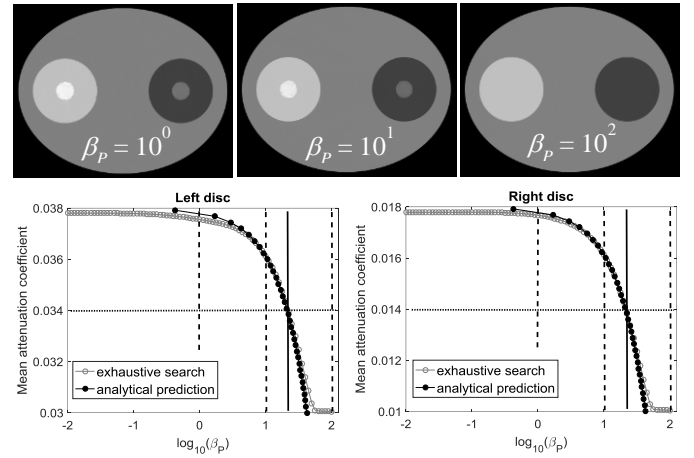 β_P = 10^0
β_P = 10^1
β_P = 10^2
Left disc
Mean attenuation coefficient
0.038
0.036
0.034
0.032
0.03
exhaustive search
analytical prediction
-2 -1 0 1 2
log_10(β_P)
Right disc
Mean attenuation coefficient
0.018
0.016
0.014
0.012
0.01
exhaustive search
analytical prediction
-2 -1 0 1 2
log_10(β_P)